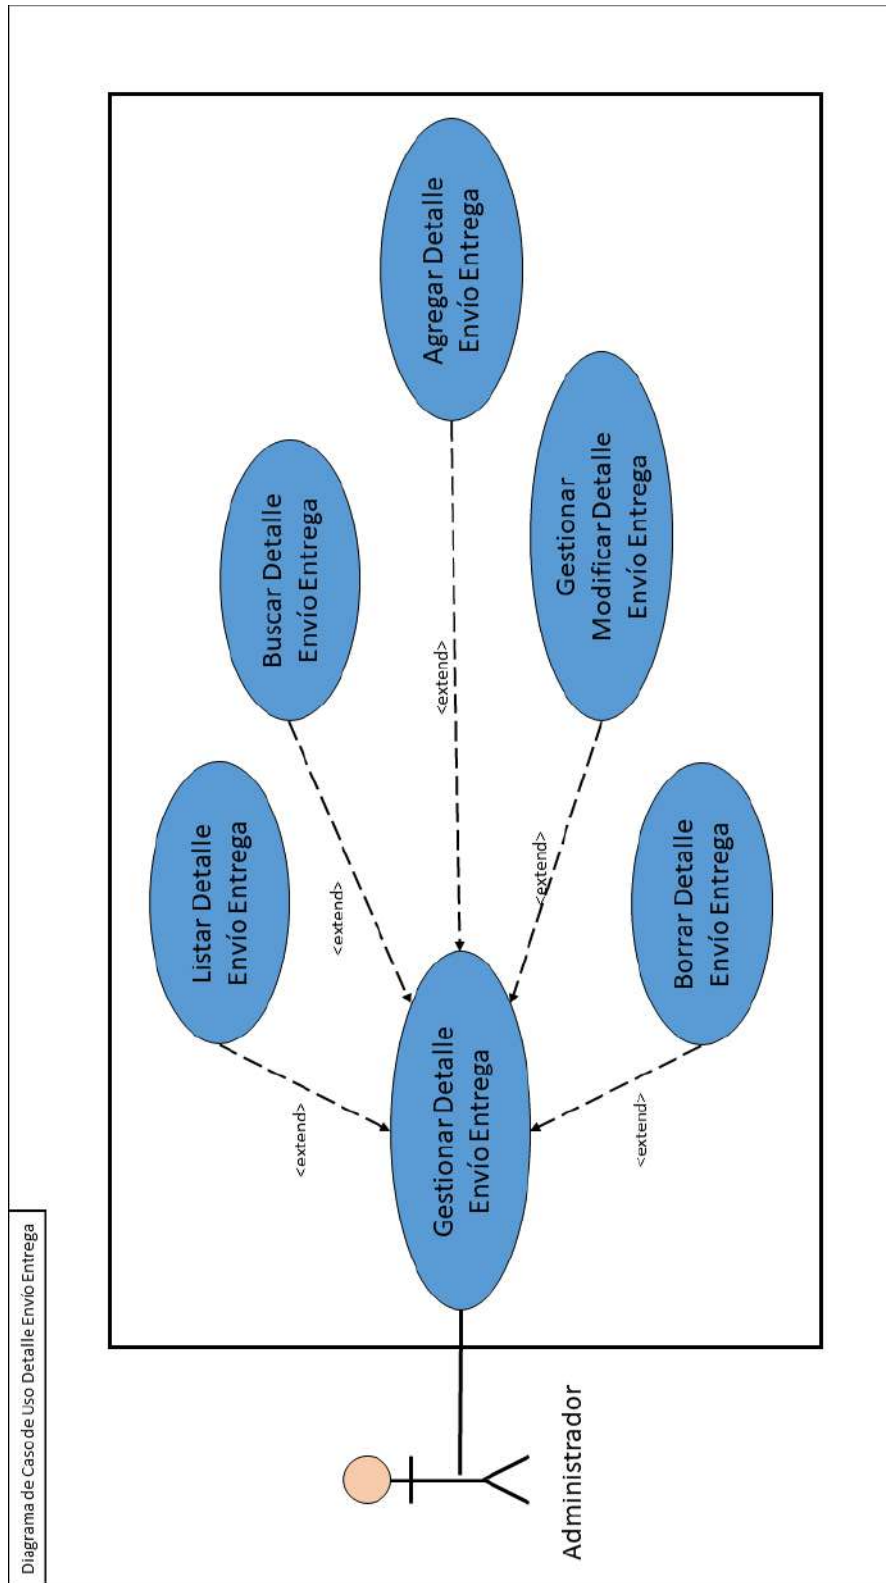 Diagrama de Caso de Uso Detalle Envío Entrega
Listar Detalle
Envío Entrega
<extend>
Buscar Detalle
Envío Entrega
<extend>
Gestionar Detalle
Envío Entrega
<extend>
Agregar Detalle
Envío Entrega
<extend>
Gestionar
Modificar Detalle
Envío Entrega
<extend>
Borrar Detalle
Envío Entrega
Administrador